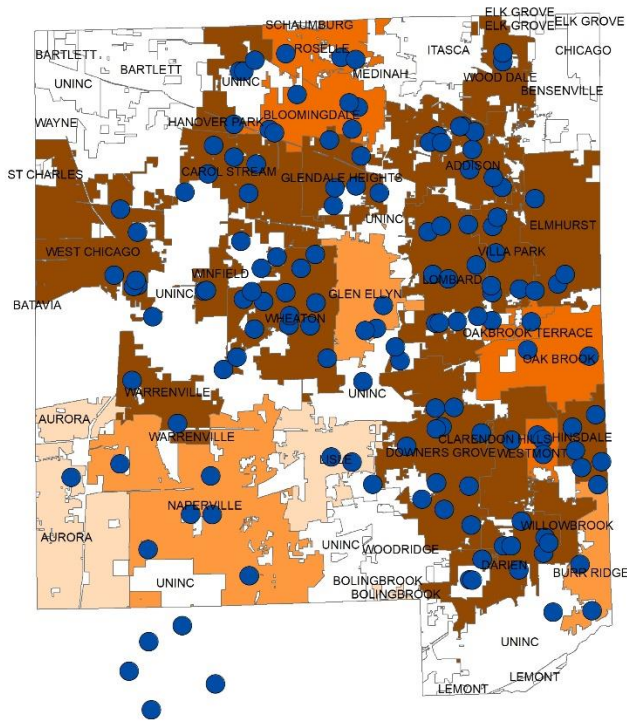 SCHAUMBURG
ELK GROVE
ELK GROVE
ELK GROVE
BARTLETT
ROSELLE
ITASCA
CHICAGO
BARTLETT
MEDINAH
UNINC
UNINC
WOOD DALE
BENSENVILLE
WAYNE
HANOVER PARK
BLOOMINGDALE
ADDISON
ST CHARLES
CAROL STREAM
GLENDALE HEIGHTS
UNINC
ELMHURST
WEST CHICAGO
VILLA PARK
WINFIELD
LOMBARD
UNINC
GLEN ELLYN
BATAVIA
WHEATON
OAKBROOK TERRACE
OAK BROOK
WARRENVILLE
UNINC
AURORA
WARRENVILLE
CLARENDON HILLS
HINSDALE
DOWNERS GROVE
WESTMONT
LISLE
NAPERVILLE
AURORA
WILLOWBROOK
UNINC
WOODRIDGE
DARIEN
BURR RIDGE
UNINC
BOLINGBROOK
BOLINGBROOK
UNINC
LEMONT
LEMONT